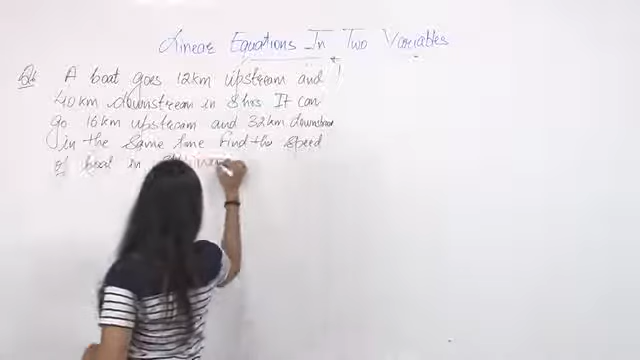 Linear Equations In Two Variables
Q6 A boat goes 12km upstream and
40km downstream in 8hrs It can
go 16km upstream and 32km downstream
in the same time Find the speed
of boat in